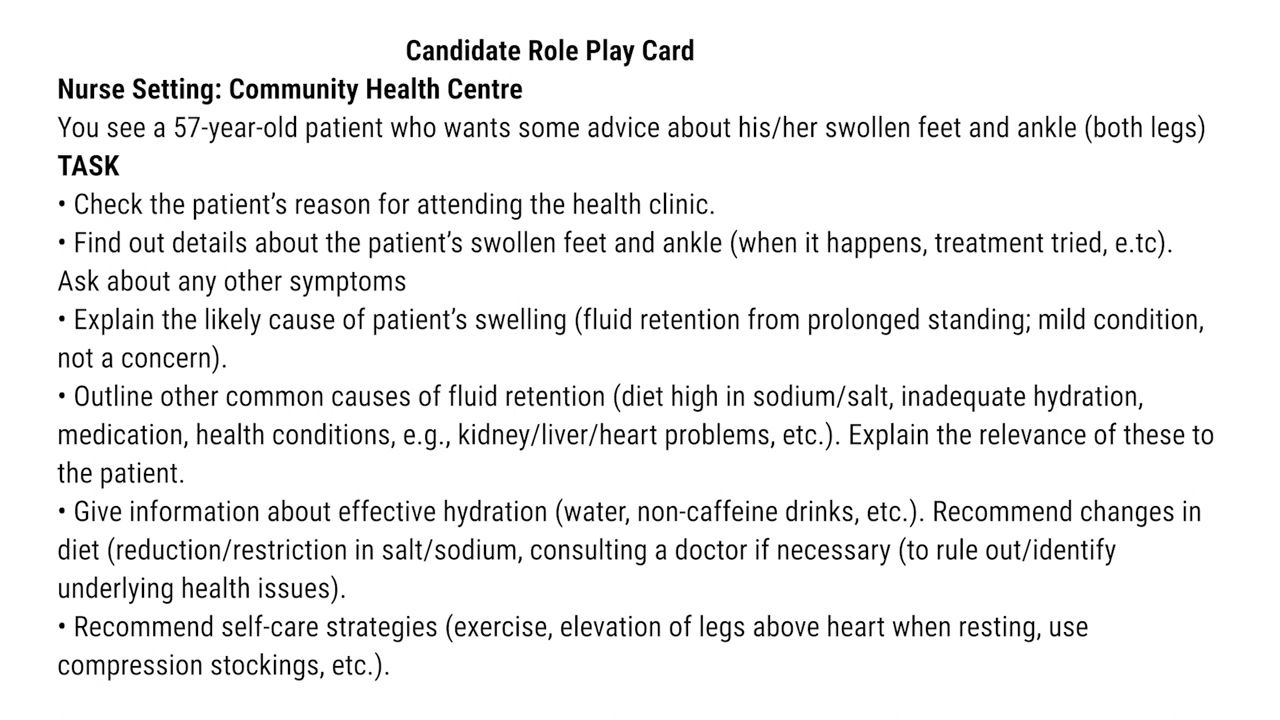 Candidate Role Play Card
Nurse Setting: Community Health Centre
You see a 57-year-old patient who wants some advice about his/her swollen feet and ankle (both legs)
TASK
• Check the patient's reason for attending the health clinic.
• Find out details about the patient's swollen feet and ankle (when it happens, treatment tried, e.tc).
Ask about any other symptoms
• Explain the likely cause of patient's swelling (fluid retention from prolonged standing; mild condition,
not a concern).
• Outline other common causes of fluid retention (diet high in sodium/salt, inadequate hydration,
medication, health conditions, e.g., kidney/liver/heart problems, etc.). Explain the relevance of these to
the patient.
• Give information about effective hydration (water, non-caffeine drinks, etc.). Recommend changes in
diet (reduction/restriction in salt/sodium, consulting a doctor if necessary (to rule out/identify
underlying health issues).
• Recommend self-care strategies (exercise, elevation of legs above heart when resting, use
compression stockings, etc.).